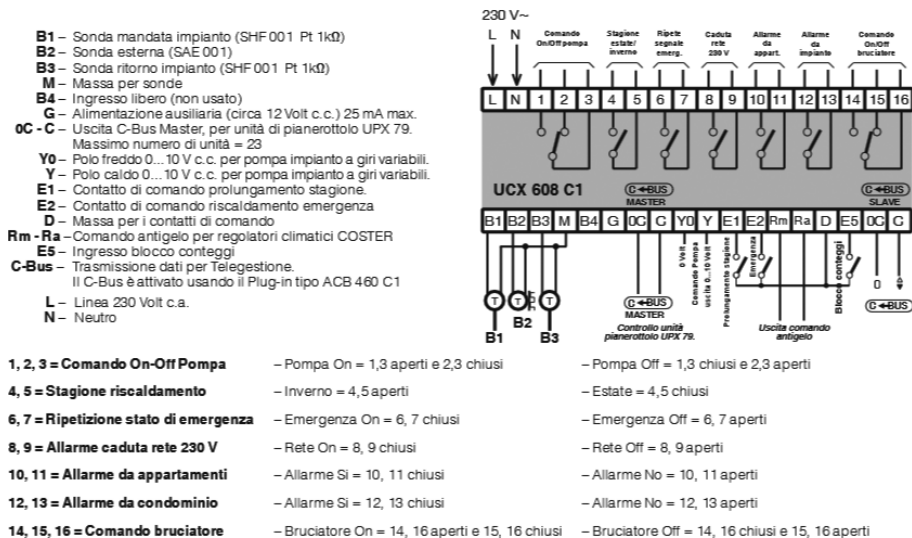 B1 – Sonda mandata impianto (SHF 001 Pt 1kΩ)
B2 – Sonda esterna (SAE 001)
B3 – Sonda ritorno impianto (SHF 001 Pt 1kΩ)
M – Massa per sonde
B4 – Ingresso libero (non usato)
G – Alimentazione ausiliaria (circa 12 Volt c.c.) 25 mA max.
0C - C – Uscita C-Bus Master, per unità di pianerottolo UPX 79.
Massimo numero di unità = 23
Y0 – Polo freddo 0...10 V c.c. per pompa impianto a giri variabili.
Y – Polo caldo 0...10 V c.c. per pompa impianto a giri variabili.
E1 – Contatto di comando prolungamento stagione.
E2 – Contatto di comando riscaldamento emergenza
D – Massa per i contatti di comando
Rm - Ra – Comando antigelo per regolatori climatici COSTER
E5 – Ingresso blocco conteggi
C-Bus – Trasmissione dati per Telegestione.
Il C-Bus è attivato usando il Plug-in tipo ACB 460 C1
L – Linea 230 Volt c.a.
N – Neutro
230 V~
L N
Comando On/Off pompa
Stagione estate/ inverno
Ripete segnale emerg.
Caduta rete 230 V
Allarme da appart.
Allarme da impianto
Comando On/Off bruciatore
L N 1 2 3 4 5 6 7 8 9 10 11 12 13 14 15 16
UCX 608 C1
C-BUS
MASTER
C-BUS
SLAVE
B1 B2 B3 M B4 G 0C C Y0 Y E1 E2 Rm Ra D E5 0C C
0 Volt
Comando Pompa
uscita 0...10 Volt
Prolungamento stagione
Emergenza
Blocco conteggi
0
T T T
B1 B2 B3
C-BUS
MASTER
C-BUS
Controllo unità
pianerottolo UPX 79.
Uscita comando
antigelo
1, 2, 3 = Comando On-Off Pompa – Pompa On = 1,3 aperti e 2,3 chiusi – Pompa Off = 1,3 chiusi e 2,3 aperti
4, 5 = Stagione riscaldamento – Inverno = 4,5 aperti – Estate = 4,5 chiusi
6, 7 = Ripetizione stato di emergenza – Emergenza On = 6, 7 chiusi – Emergenza Off = 6, 7 aperti
8, 9 = Allarme caduta rete 230 V – Rete On = 8, 9 chiusi – Rete Off = 8, 9 aperti
10, 11 = Allarme da appartamenti – Allarme Si = 10, 11 chiusi – Allarme No = 10, 11 aperti
12, 13 = Allarme da condominio – Allarme Si = 12, 13 chiusi – Allarme No = 12, 13 aperti
14, 15, 16 = Comando bruciatore – Bruciatore On = 14, 16 aperti e 15, 16 chiusi – Bruciatore Off = 14, 16 chiusi e 15, 16 aperti